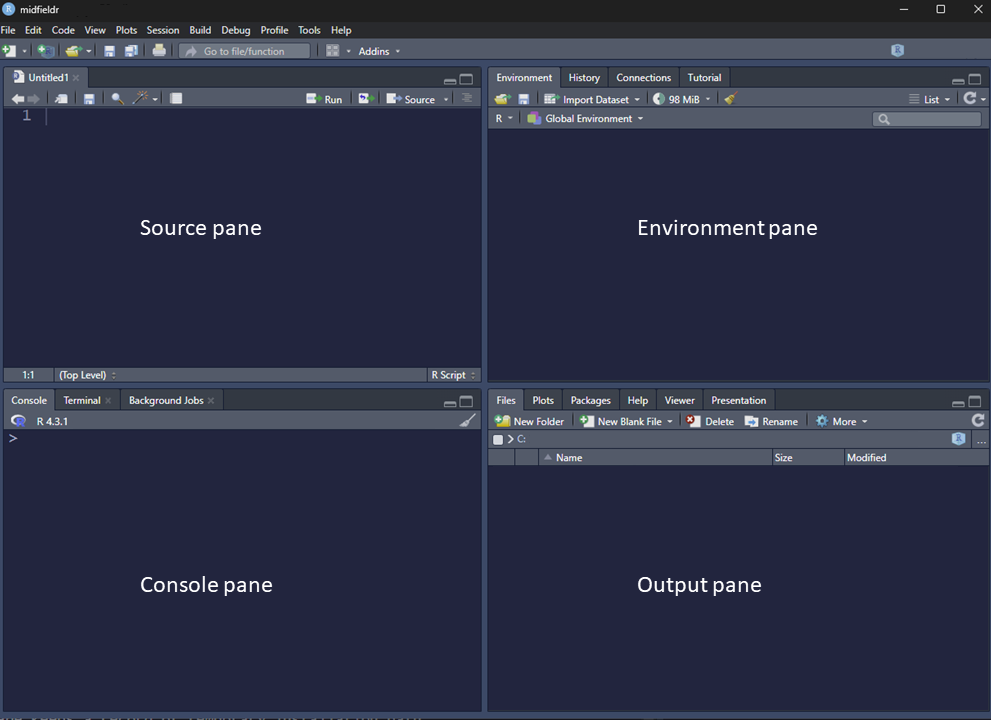 midfieldr
File Edit Code View Plots Session Build Debug Profile Tools Help
Go to file/function Addins
Untitled1
Run Source
1
Source pane
1:1 (Top Level) R Script
Environment History Connections Tutorial
Import Dataset 98 MiB List
R Global Environment
Environment pane
Console Terminal Background Jobs
R 4.3.1
>
Console pane
Files Plots Packages Help Viewer Presentation
New Folder New Blank File Delete Rename More
C: ...
Name Size Modified
Output pane